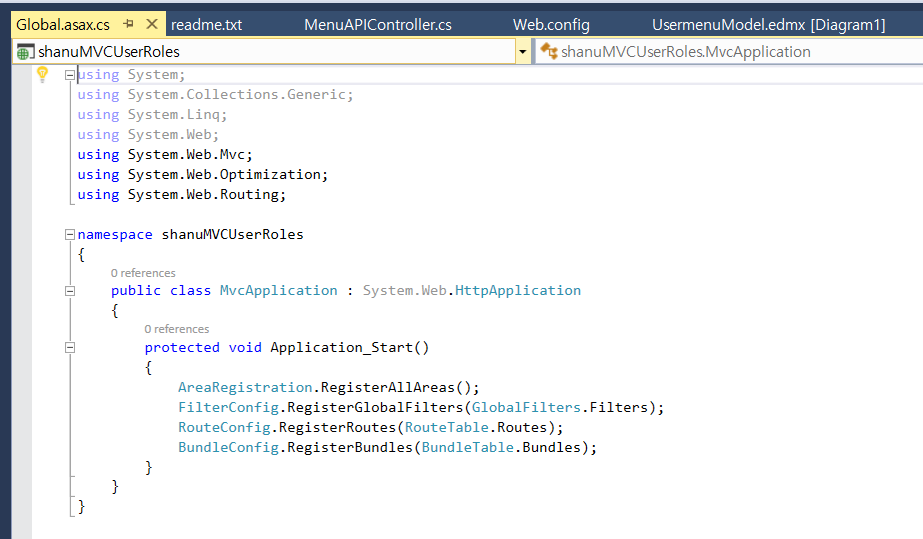 Global.asax.cs readme.txt MenuAPIController.cs Web.config UsermenuModel.edmx [Diagram1]
shanuMVCUserRoles shanuMVCUserRoles.MvcApplication
using System;
using System.Collections.Generic;
using System.Linq;
using System.Web;
using System.Web.Mvc;
using System.Web.Optimization;
using System.Web.Routing;
namespace shanuMVCUserRoles
{
0 references
public class MvcApplication : System.Web.HttpApplication
{
0 references
protected void Application_Start()
{
AreaRegistration.RegisterAllAreas();
FilterConfig.RegisterGlobalFilters(GlobalFilters.Filters);
RouteConfig.RegisterRoutes(RouteTable.Routes);
BundleConfig.RegisterBundles(BundleTable.Bundles);
}
}
}